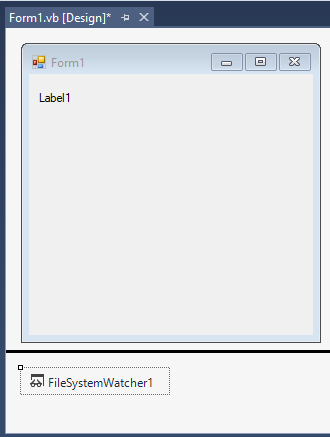 Form1.vb [Design]*
Form1
Label1
FileSystemWatcher1